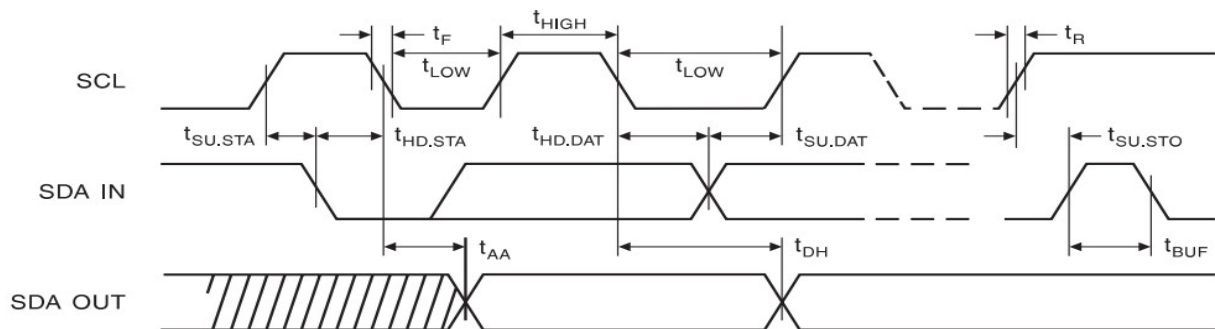 tF
tHIGH
tLOW
tLOW
tR
SCL
tSU.STA
tHD.STA
tHD.DAT
tSU.DAT
tSU.STO
SDA IN
tAA
tDH
tBUF
SDA OUT